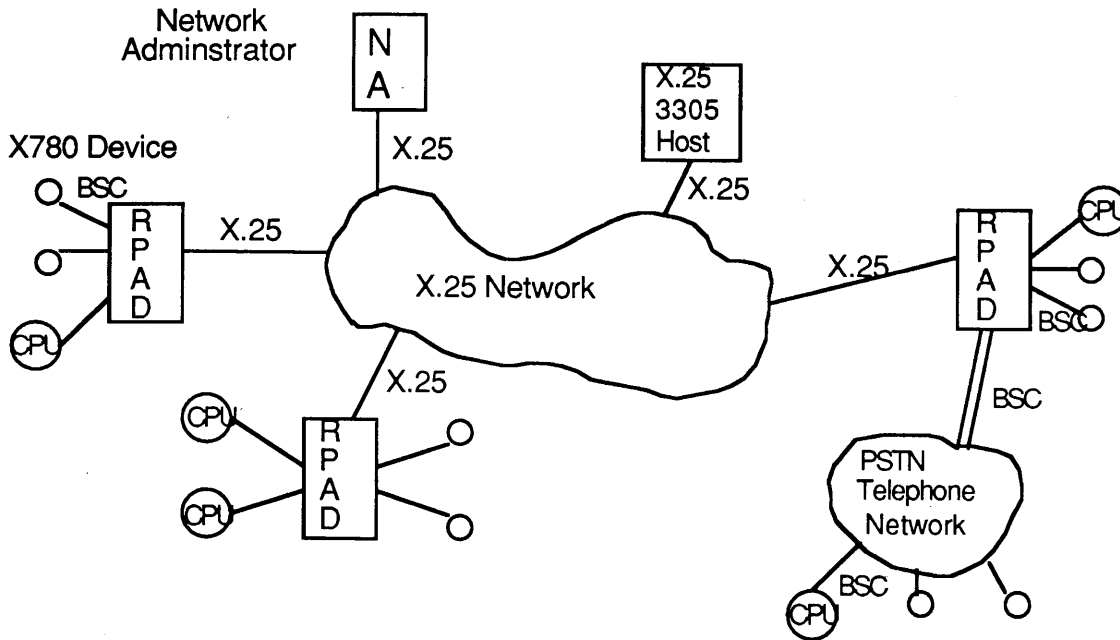 Network
Adminstrator
N
A
X.25
3305
Host
X.25
X.25
X780 Device
BSC
R
P
A
D
X.25
CPU
X.25 Network
X.25
R
P
A
D
CPU
BSC
X.25
CPU
CPU
R
P
A
D
BSC
PSTN
Telephone
Network
BSC
CPU